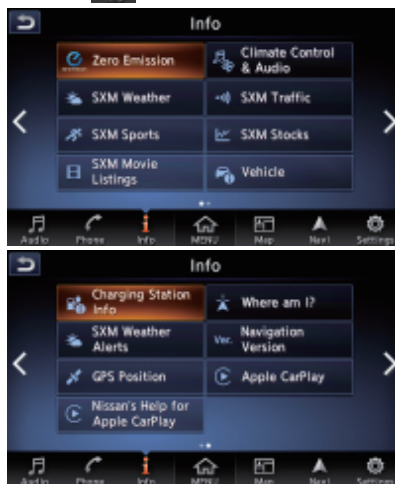 Info
Zero Emission
Climate Control
& Audio
SXM Weather
SXM Traffic
SXM Sports
SXM Stocks
SXM Movie
Listings
Vehicle
Audio Phone Info MENU Map Navi Settings
Info
Charging Station
Info
Where am I?
SXM Weather
Alerts
Ver. Navigation
Version
GPS Position
Apple CarPlay
Nissan's Help for
Apple CarPlay
Audio Phone Info MENU Map Navi Settings